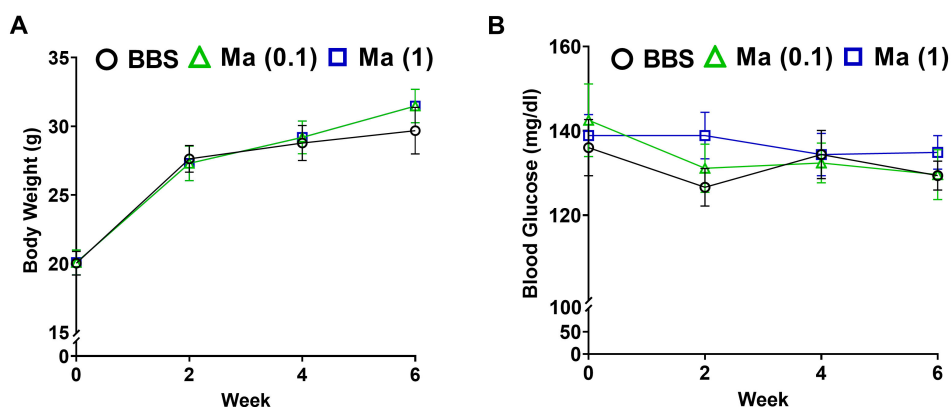 A
BBS Ma (0.1) Ma (1)
Body Weight (g)
35
30
25
20
15
0
0 2 4 6
Week
B
BBS Ma (0.1) Ma (1)
Blood Glucose (mg/dl)
160
140
120
100
50
0
0 2 4 6
Week